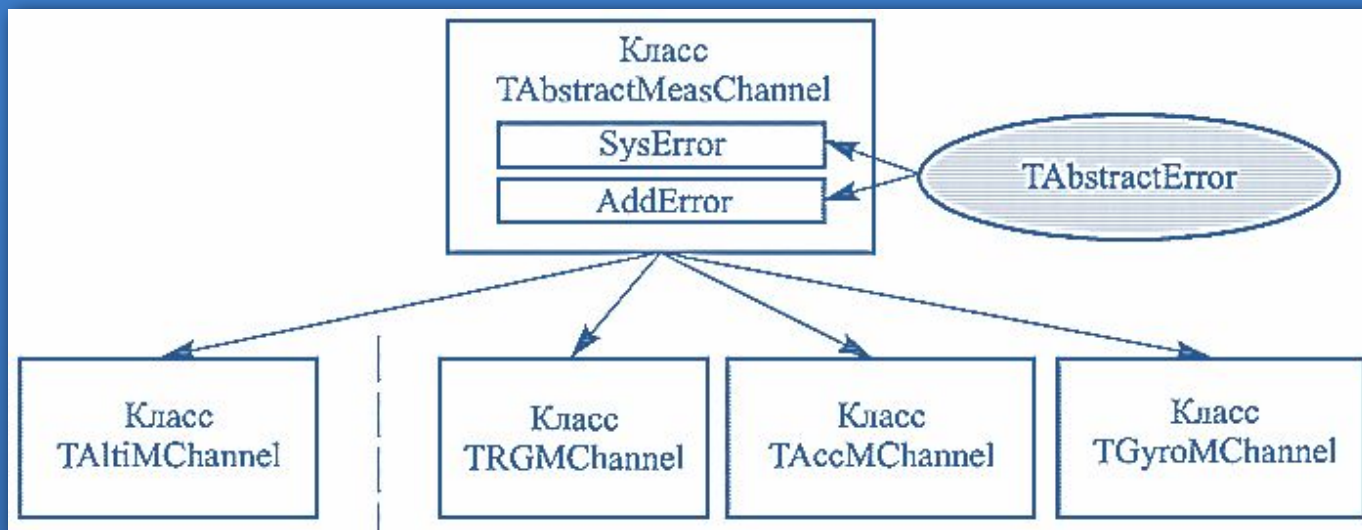 Класс
TAbstractMeasChannel
SysError
AddError
TAbstractError
Класс
TAltiMChannel
Класс
TRGMChannel
Класс
TAccMChannel
Класс
TGyroMChannel